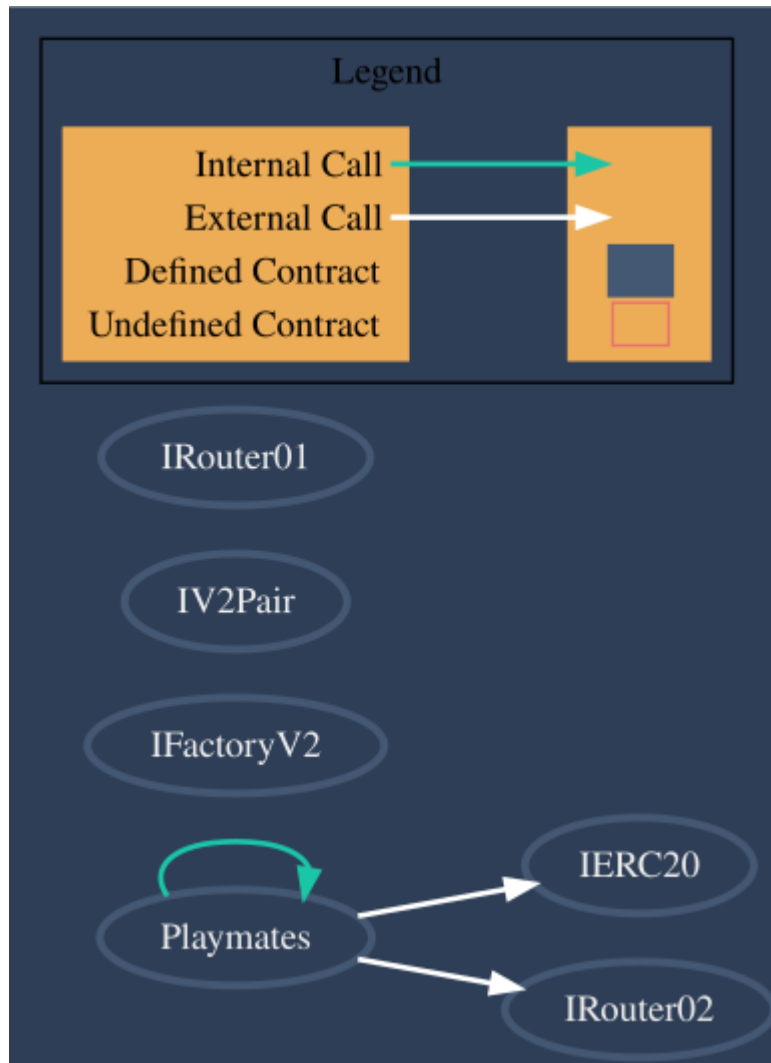 Legend
Internal Call
External Call
Defined Contract
Undefined Contract
IRouter01
IV2Pair
IFactoryV2
IERC20
Playmates
IRouter02